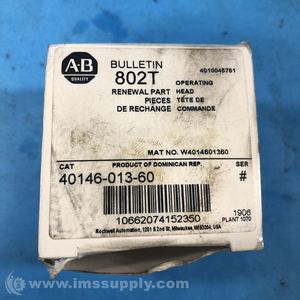 A-B
QUALITY
BULLETIN
802T
4010046761
RENEWAL PART
OPERATING
HEAD
PIECES
DE RECHANGE
TÊTE DE
COMMANDE
MAT NO. W4014601360
CAT
PRODUCT OF DOMINICAN REP.
SER
40146-013-60
#
10662074152350
1906
PLANT 1070
Rockwell Automation, 1201 S 2nd St, Milwaukee, WI 53204, USA
© www.imssupply.com